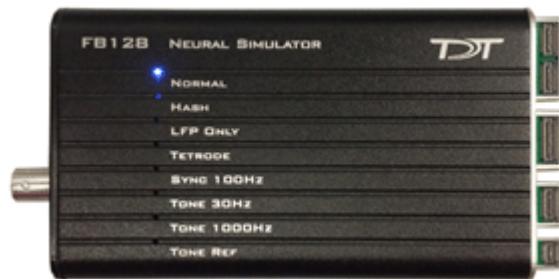 FB128 Neural Simulator TDT
Normal
Hash
LFP Only
Tetrode
Sync 100Hz
Tone 30Hz
Tone 1000Hz
Tone Ref